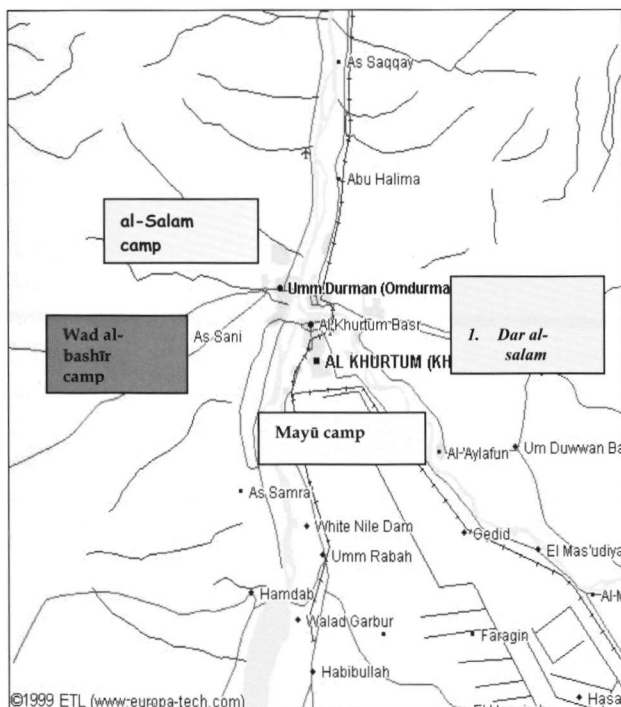 As Saqqay
Abu Halima
al-Salam
camp
Umm Durman (Omdurma
Wad al-
bashīr
camp
As Sani
Al Khurtum Basr
1. Dar al-
salam
AL KHURTUM (KH
Mayū camp
Al-'Aylafun
Um Duwwan Ba
As Samra
White Nile Dam
Gedid
El Mas'udiya
Umm Rabah
Hamdab
Al-M
Walad Garbur
Faragin
Habibullah
Hasa
©1999 ETL (www.europa-tech.com)